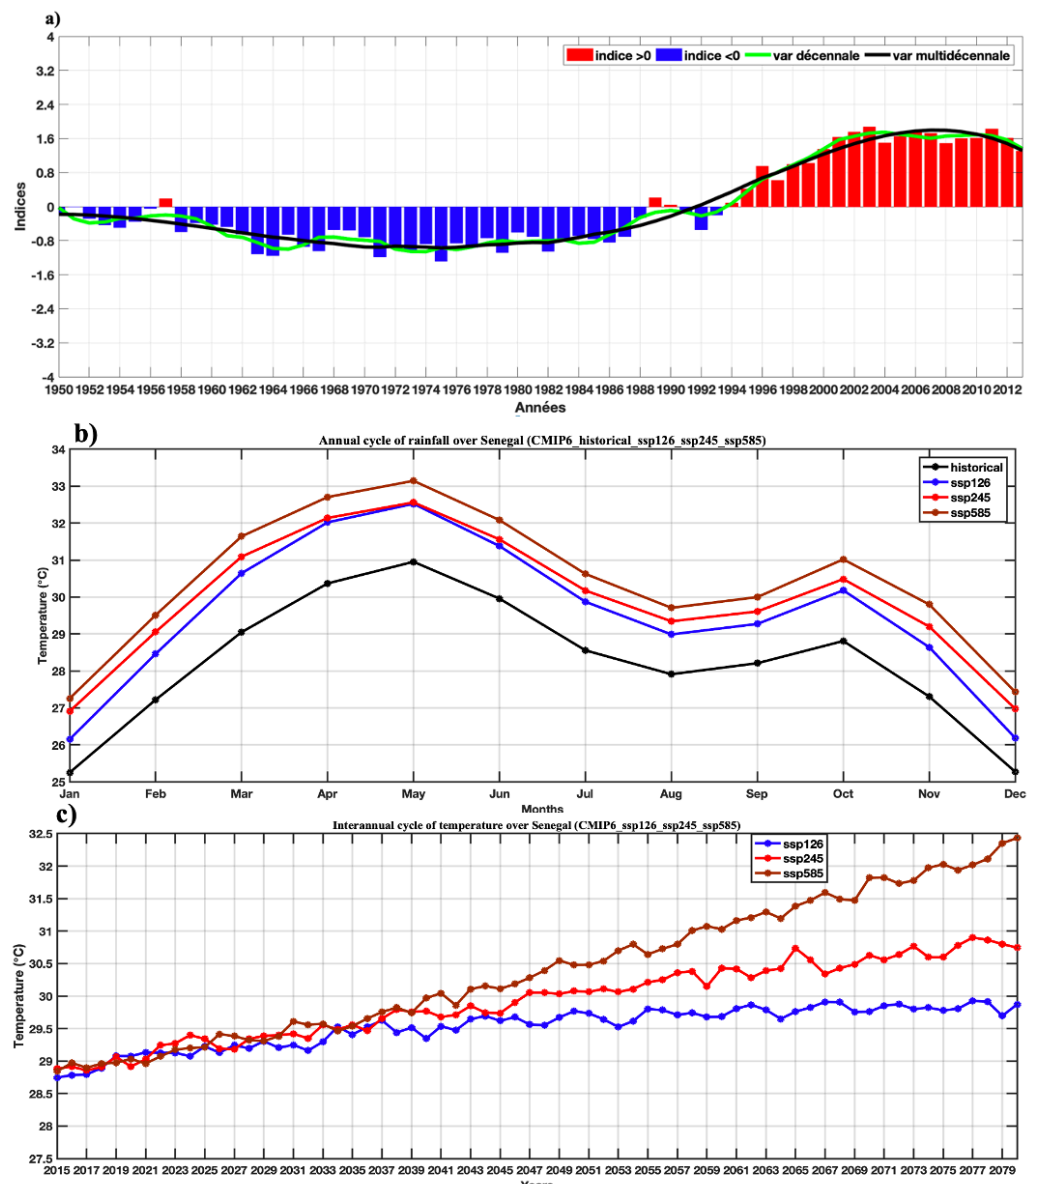 a)
4
indice >0 indice <0 var décennale var multidécennale
3.2
2.4
1.6
0.8
0
-0.8
-1.6
-2.4
-3.2
-4
Indices
1950 1952 1954 1956 1958 1960 1962 1964 1966 1968 1970 1972 1974 1976 1978 1980 1982 1984 1986 1988 1990 1992 1994 1996 1998 2000 2002 2004 2006 2008 2010 2012
Années
b)
Annual cycle of rainfall over Senegal (CMIP6_historical_ssp126_ssp245_ssp585)
34
33
32
31
30
29
28
27
26
25
Temperature (°C)
historical
ssp126
ssp245
ssp585
Jan Feb Mar Apr May Jun Jul Aug Sep Oct Nov Dec
Months
c)
Interannual cycle of temperature over Senegal (CMIP6_ssp126_ssp245_ssp585)
32.5
32
31.5
31
30.5
30
29.5
29
28.5
28
27.5
Temperature (°C)
ssp126
ssp245
ssp585
2015 2017 2019 2021 2023 2025 2027 2029 2031 2033 2035 2037 2039 2041 2043 2045 2047 2049 2051 2053 2055 2057 2059 2061 2063 2065 2067 2069 2071 2073 2075 2077 2079
Years